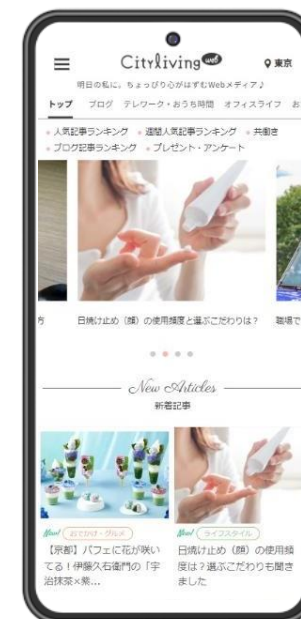 Cityliving web
東京
明日の私に、ちょっぴり心がはずむWebメディア♪
トップ ブログ テレワーク・おうち時間 オフィスライフ お
人気記事ランキング 週間人気記事ランキング 共働き
ブログ記事ランキング プレゼント・アンケート
方 日焼け止め（顔）の使用頻度と選ぶこだわりは？ 職場で
New Articles
新着記事
New! おでかけ・グルメ
【京都】パフェに花が咲い
てる！伊藤久右衛門の「宇
治抹茶×紫...
New! ライフスタイル
日焼け止め（顔）の使用頻
度は？選ぶこだわりも聞き
ました